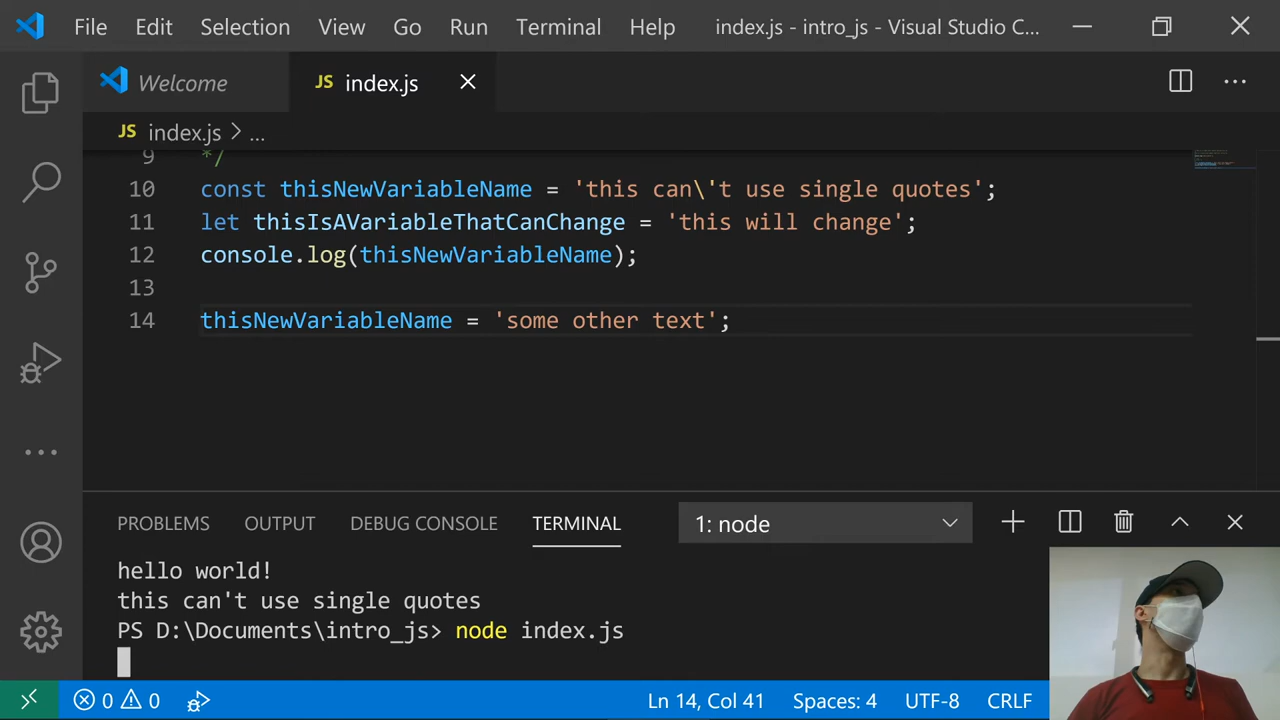 File Edit Selection View Go Run Terminal Help index.js - intro_js - Visual Studio C...
Welcome JS index.js
JS index.js > ...
9 */
10 const thisNewVariableName = 'this can\'t use single quotes';
11 let thisIsAVariableThatCanChange = 'this will change';
12 console.log(thisNewVariableName);
13
14 thisNewVariableName = 'some other text';
PROBLEMS OUTPUT DEBUG CONSOLE TERMINAL 1: node
hello world!
this can't use single quotes
PS D:\Documents\intro_js> node index.js
0 0 Ln 14, Col 41 Spaces: 4 UTF-8 CRLF